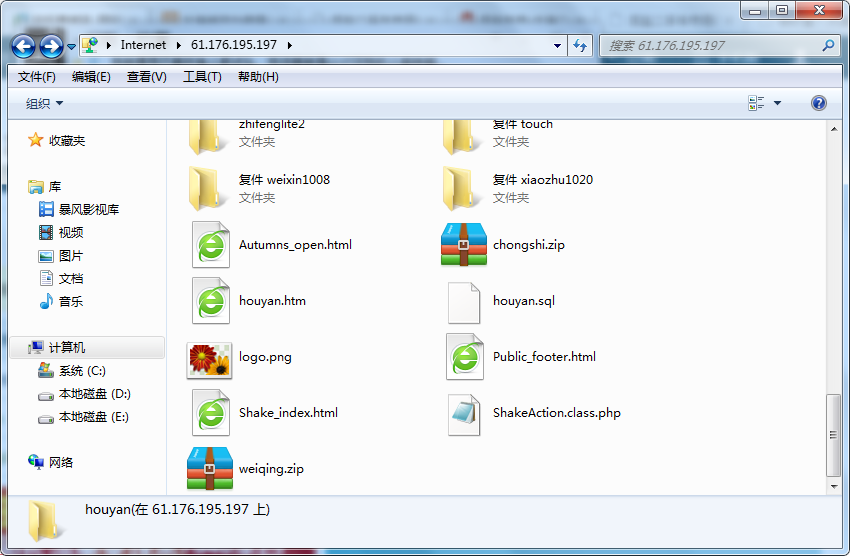 Internet 61.176.195.197
搜索 61.176.195.197
文件(F) 编辑(E) 查看(V) 工具(T) 帮助(H)
组织
收藏夹
库
暴风影视库
视频
图片
文档
音乐
计算机
系统 (C:)
本地磁盘 (D:)
本地磁盘 (E:)
网络
zhifenglite2
文件夹
复件 touch
文件夹
复件 weixin1008
文件夹
复件 xiaozhu1020
文件夹
Autumns_open.html
chongshi.zip
houyan.htm
houyan.sql
logo.png
Public_footer.html
Shake_index.html
ShakeAction.class.php
weiqing.zip
houyan(在 61.176.195.197 上)